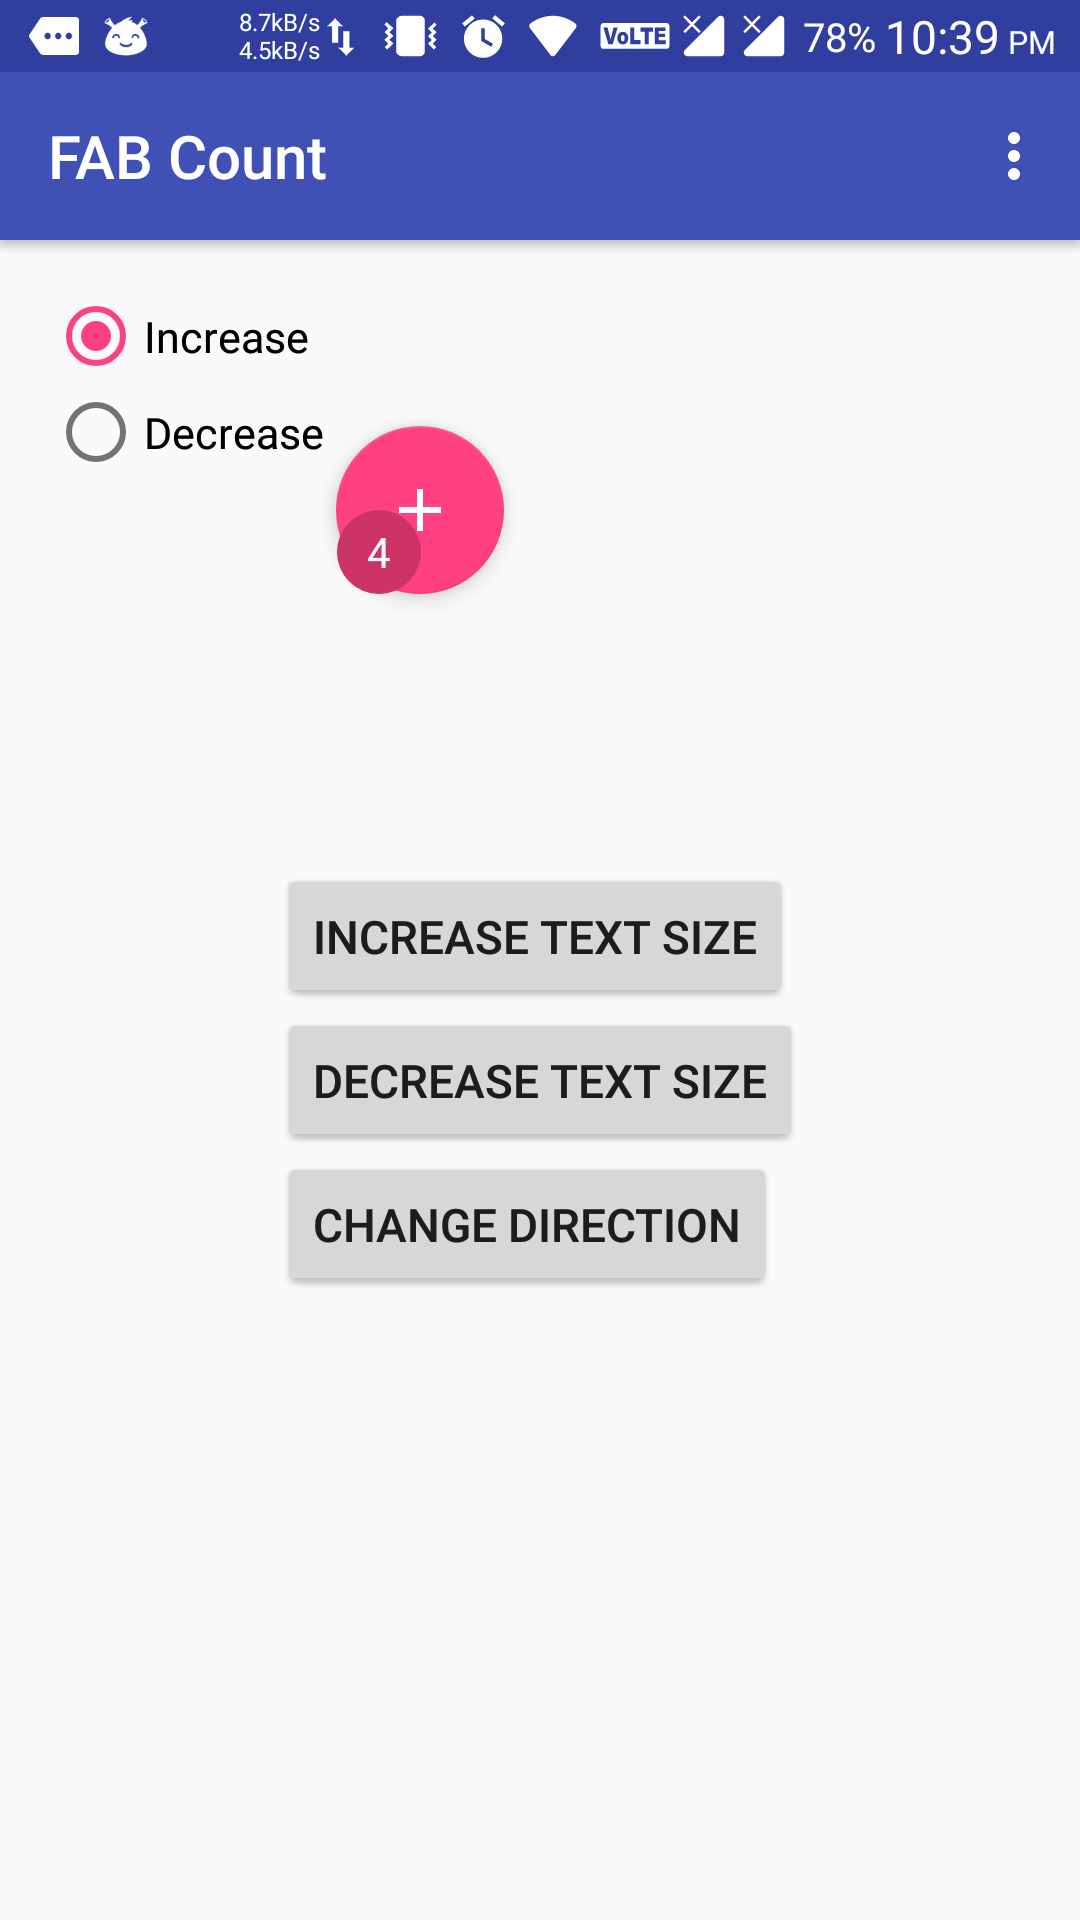 8.7kB/s
4.5kB/s
VoLTE 78% 10:39 PM
FAB Count
Increase
Decrease
4
INCREASE TEXT SIZE
DECREASE TEXT SIZE
CHANGE DIRECTION